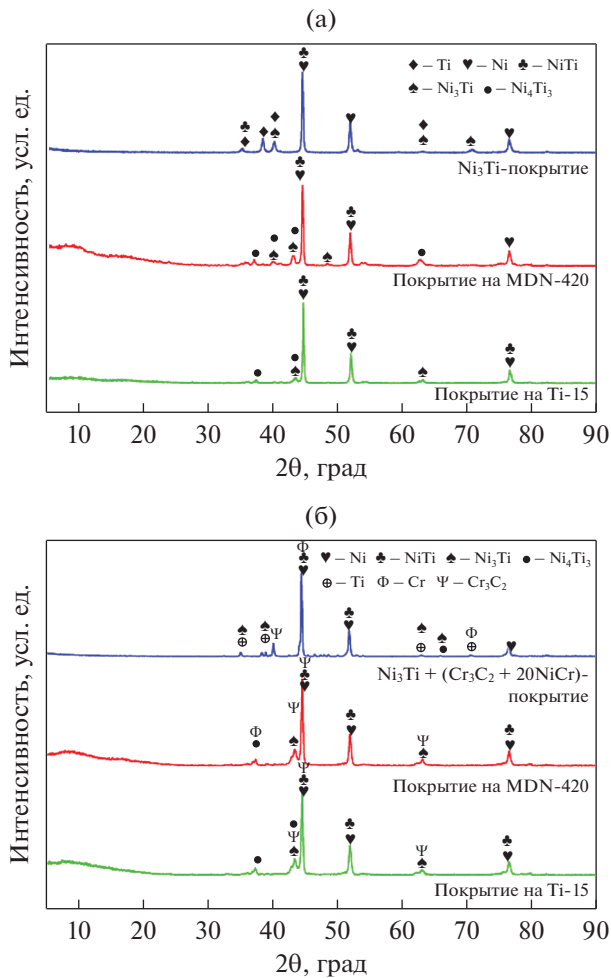 (а)
Интенсивность, усл. ед.
♦ – Ti ♥ – Ni ♣ – NiTi
♠ – Ni₃Ti ● – Ni₄Ti₃
Ni₃Ti-покрытие
Покрытие на MDN-420
Покрытие на Ti-15
10 20 30 40 50 60 70 80 90
2θ, град
(б)
Интенсивность, усл. ед.
♥ – Ni ♣ – NiTi ♠ – Ni₃Ti ● – Ni₄Ti₃
⊕ – Ti Φ – Cr Ψ – Cr₃C₂
Φ
Ψ
Φ
Ni₃Ti + (Cr₃C₂ + 20NiCr)-
покрытие
Ψ
Ψ
Φ
Ψ
Покрытие на MDN-420
Ψ
Ψ
Ψ
Покрытие на Ti-15
10 20 30 40 50 60 70 80 90
2θ, град